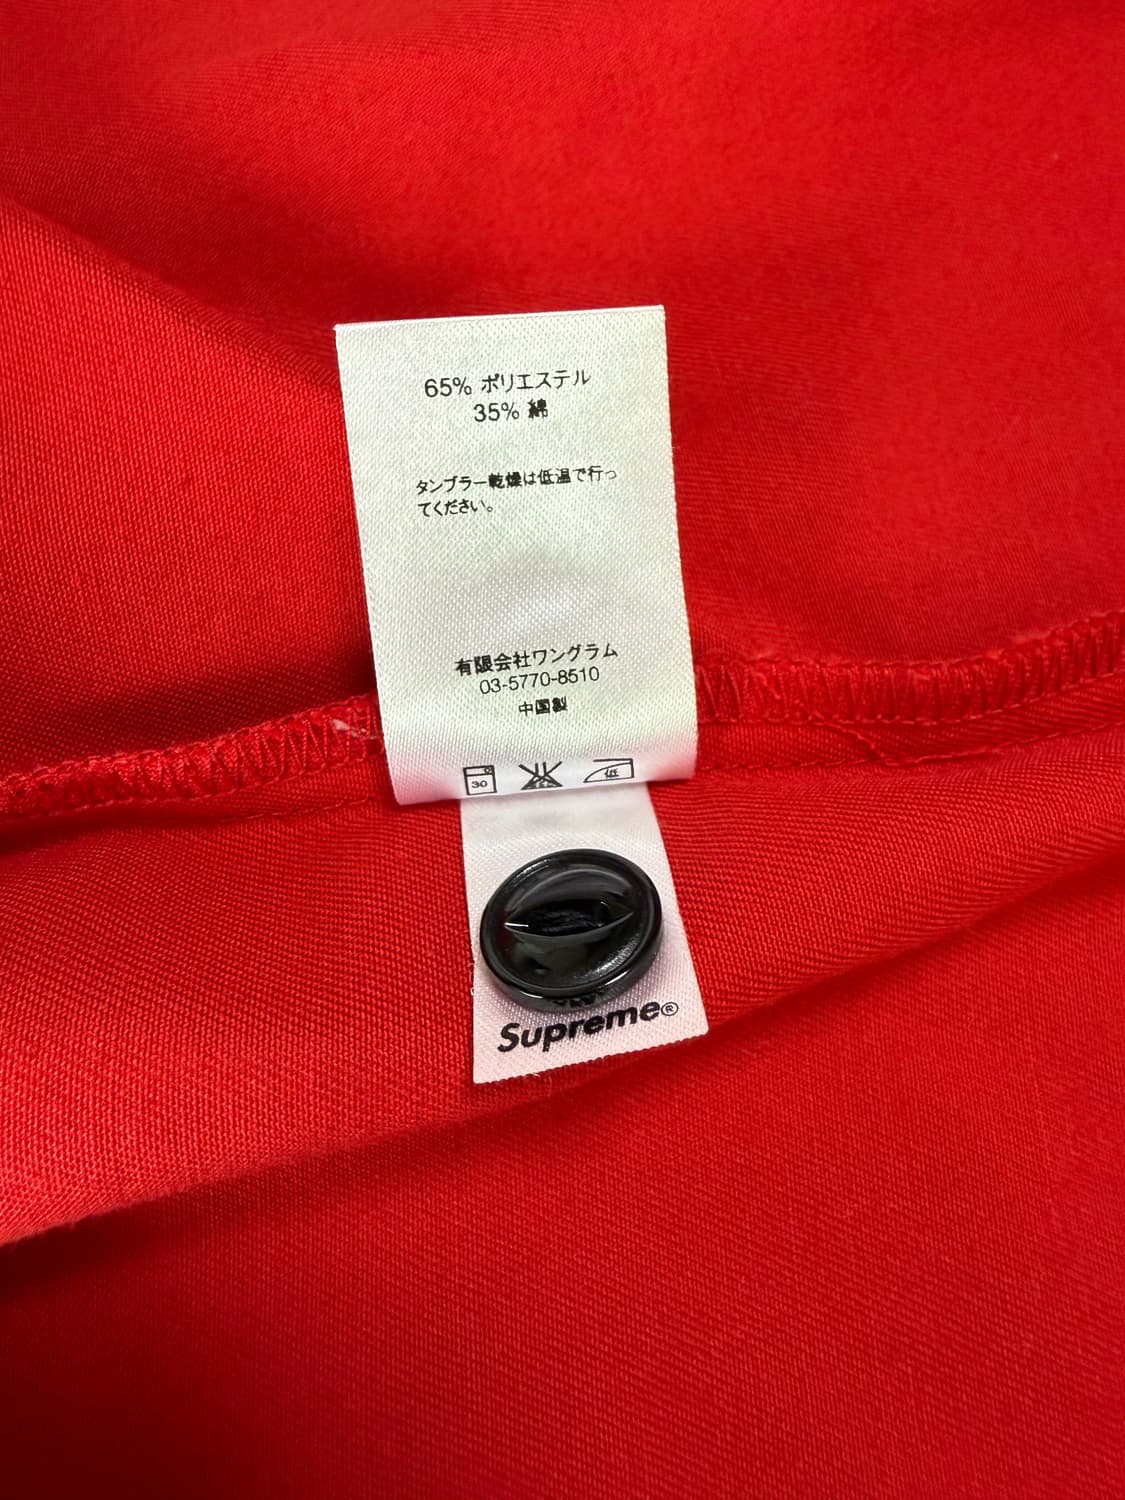 65% ポリエステル
35% 綿
タンブラー乾燥は低温で行っ
てください。
有限会社ワングラム
03-5770-8510
中国製
30
低
Supreme®